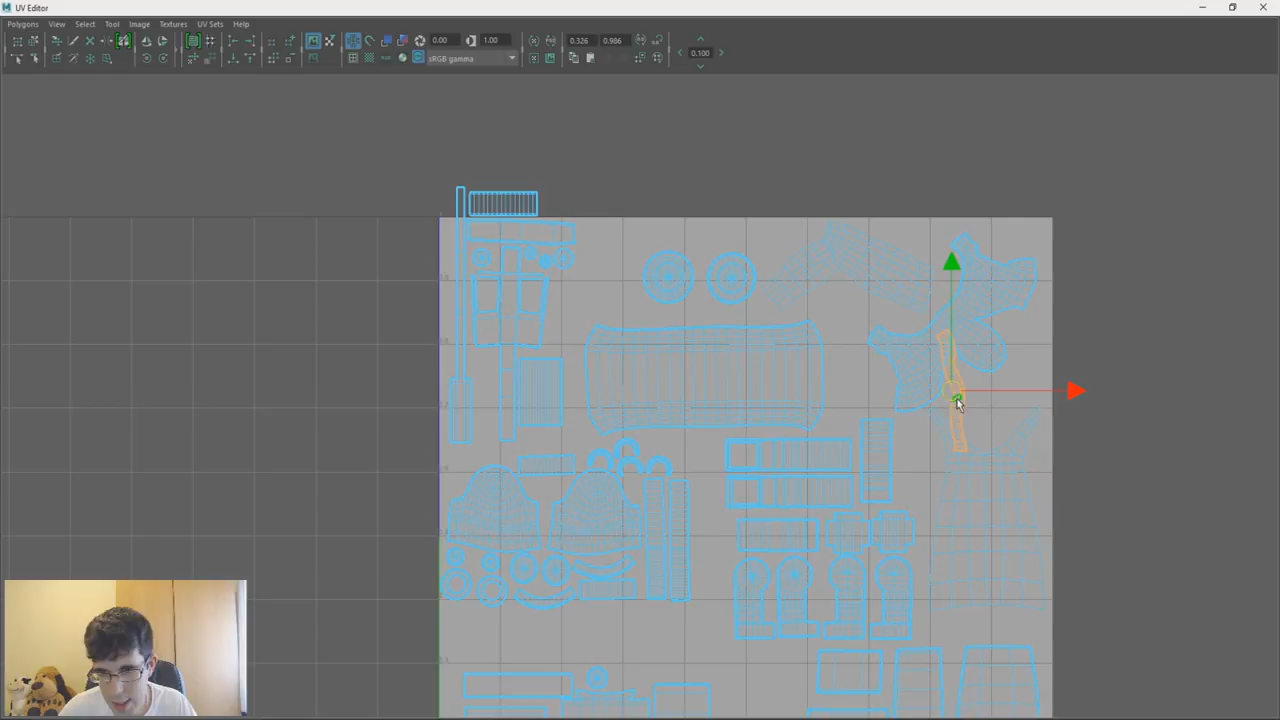 UV Editor
Polygons View Select Tool Image Textures UV Sets Help
0.00 1.00 0.326 0.986
sRGB gamma 0.100